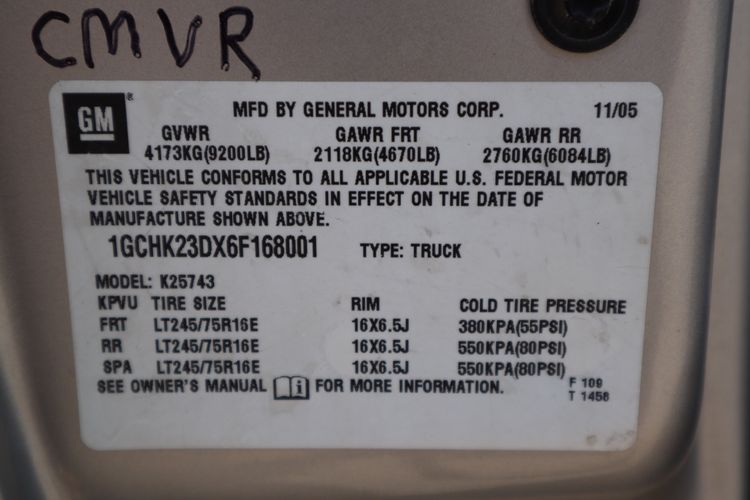 CMVR
GM ®
MFD BY GENERAL MOTORS CORP. 11/05
GVWR GAWR FRT GAWR RR
4173KG(9200LB) 2118KG(4670LB) 2760KG(6084LB)
THIS VEHICLE CONFORMS TO ALL APPLICABLE U.S. FEDERAL MOTOR
VEHICLE SAFETY STANDARDS IN EFFECT ON THE DATE OF
MANUFACTURE SHOWN ABOVE.
1GCHK23DX6F168001 TYPE: TRUCK
MODEL: K25743
KPVU TIRE SIZE RIM COLD TIRE PRESSURE
FRT LT245/75R16E 16X6.5J 380KPA(55PSI)
RR LT245/75R16E 16X6.5J 550KPA(80PSI)
SPA LT245/75R16E 16X6.5J 550KPA(80PSI)
SEE OWNER'S MANUAL i FOR MORE INFORMATION. F 109
T 1458